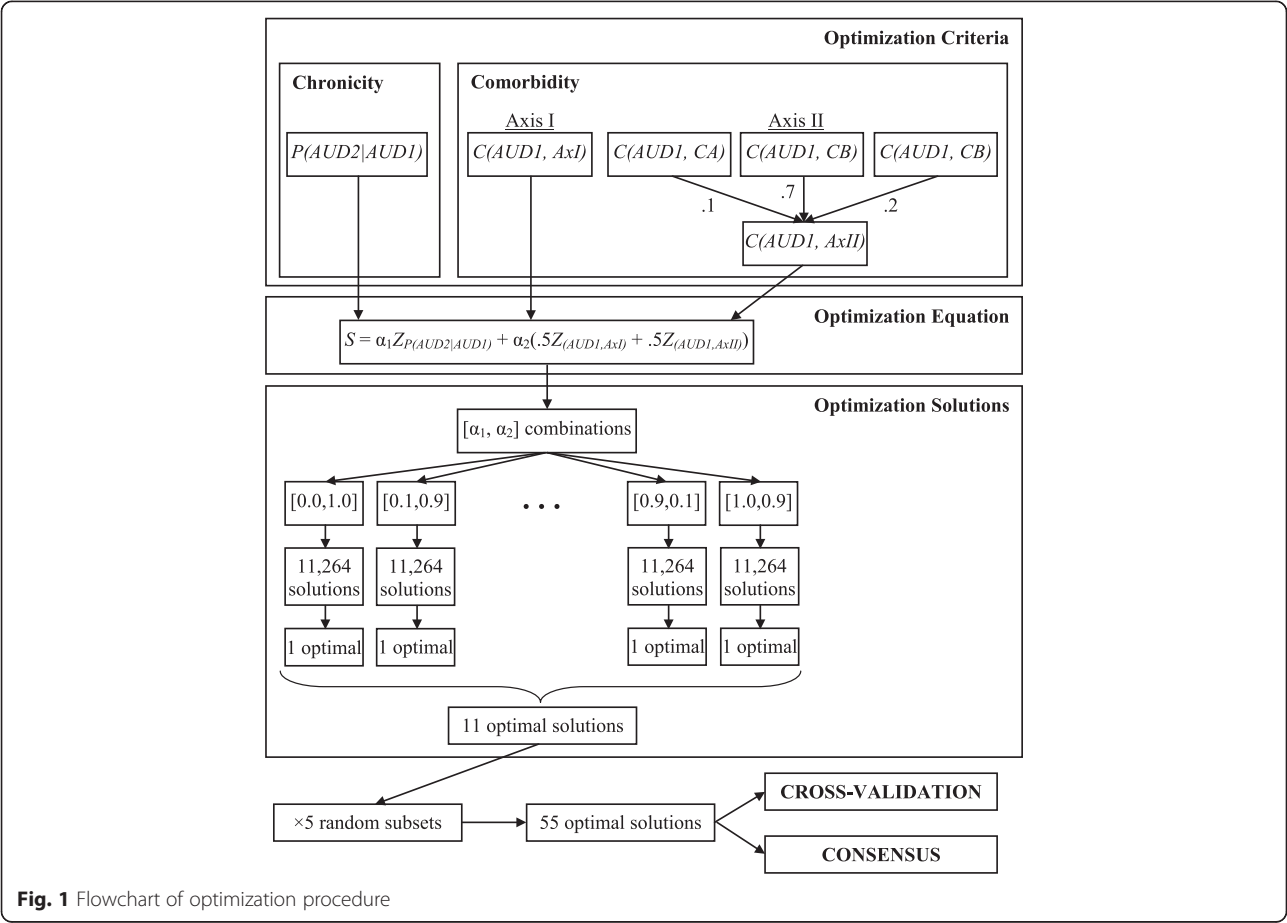 Optimization Criteria
Chronicity
Comorbidity
Axis I
Axis II
P(AUD2|AUD1)
C(AUD1, AxI)
C(AUD1, CA)
C(AUD1, CB)
C(AUD1, CB)
.1
.7
.2
C(AUD1, AxII)
Optimization Equation
S = α₁Z_P(AUD2|AUD1) + α₂(.5Z_(AUD1,AxI) + .5Z_(AUD1,AxII))
Optimization Solutions
[α₁, α₂] combinations
[0.0,1.0]
[0.1,0.9]
...
[0.9,0.1]
[1.0,0.9]
11,264
solutions
11,264
solutions
11,264
solutions
11,264
solutions
1 optimal
1 optimal
1 optimal
1 optimal
11 optimal solutions
×5 random subsets
55 optimal solutions
CROSS-VALIDATION
CONSENSUS
Fig. 1 Flowchart of optimization procedure